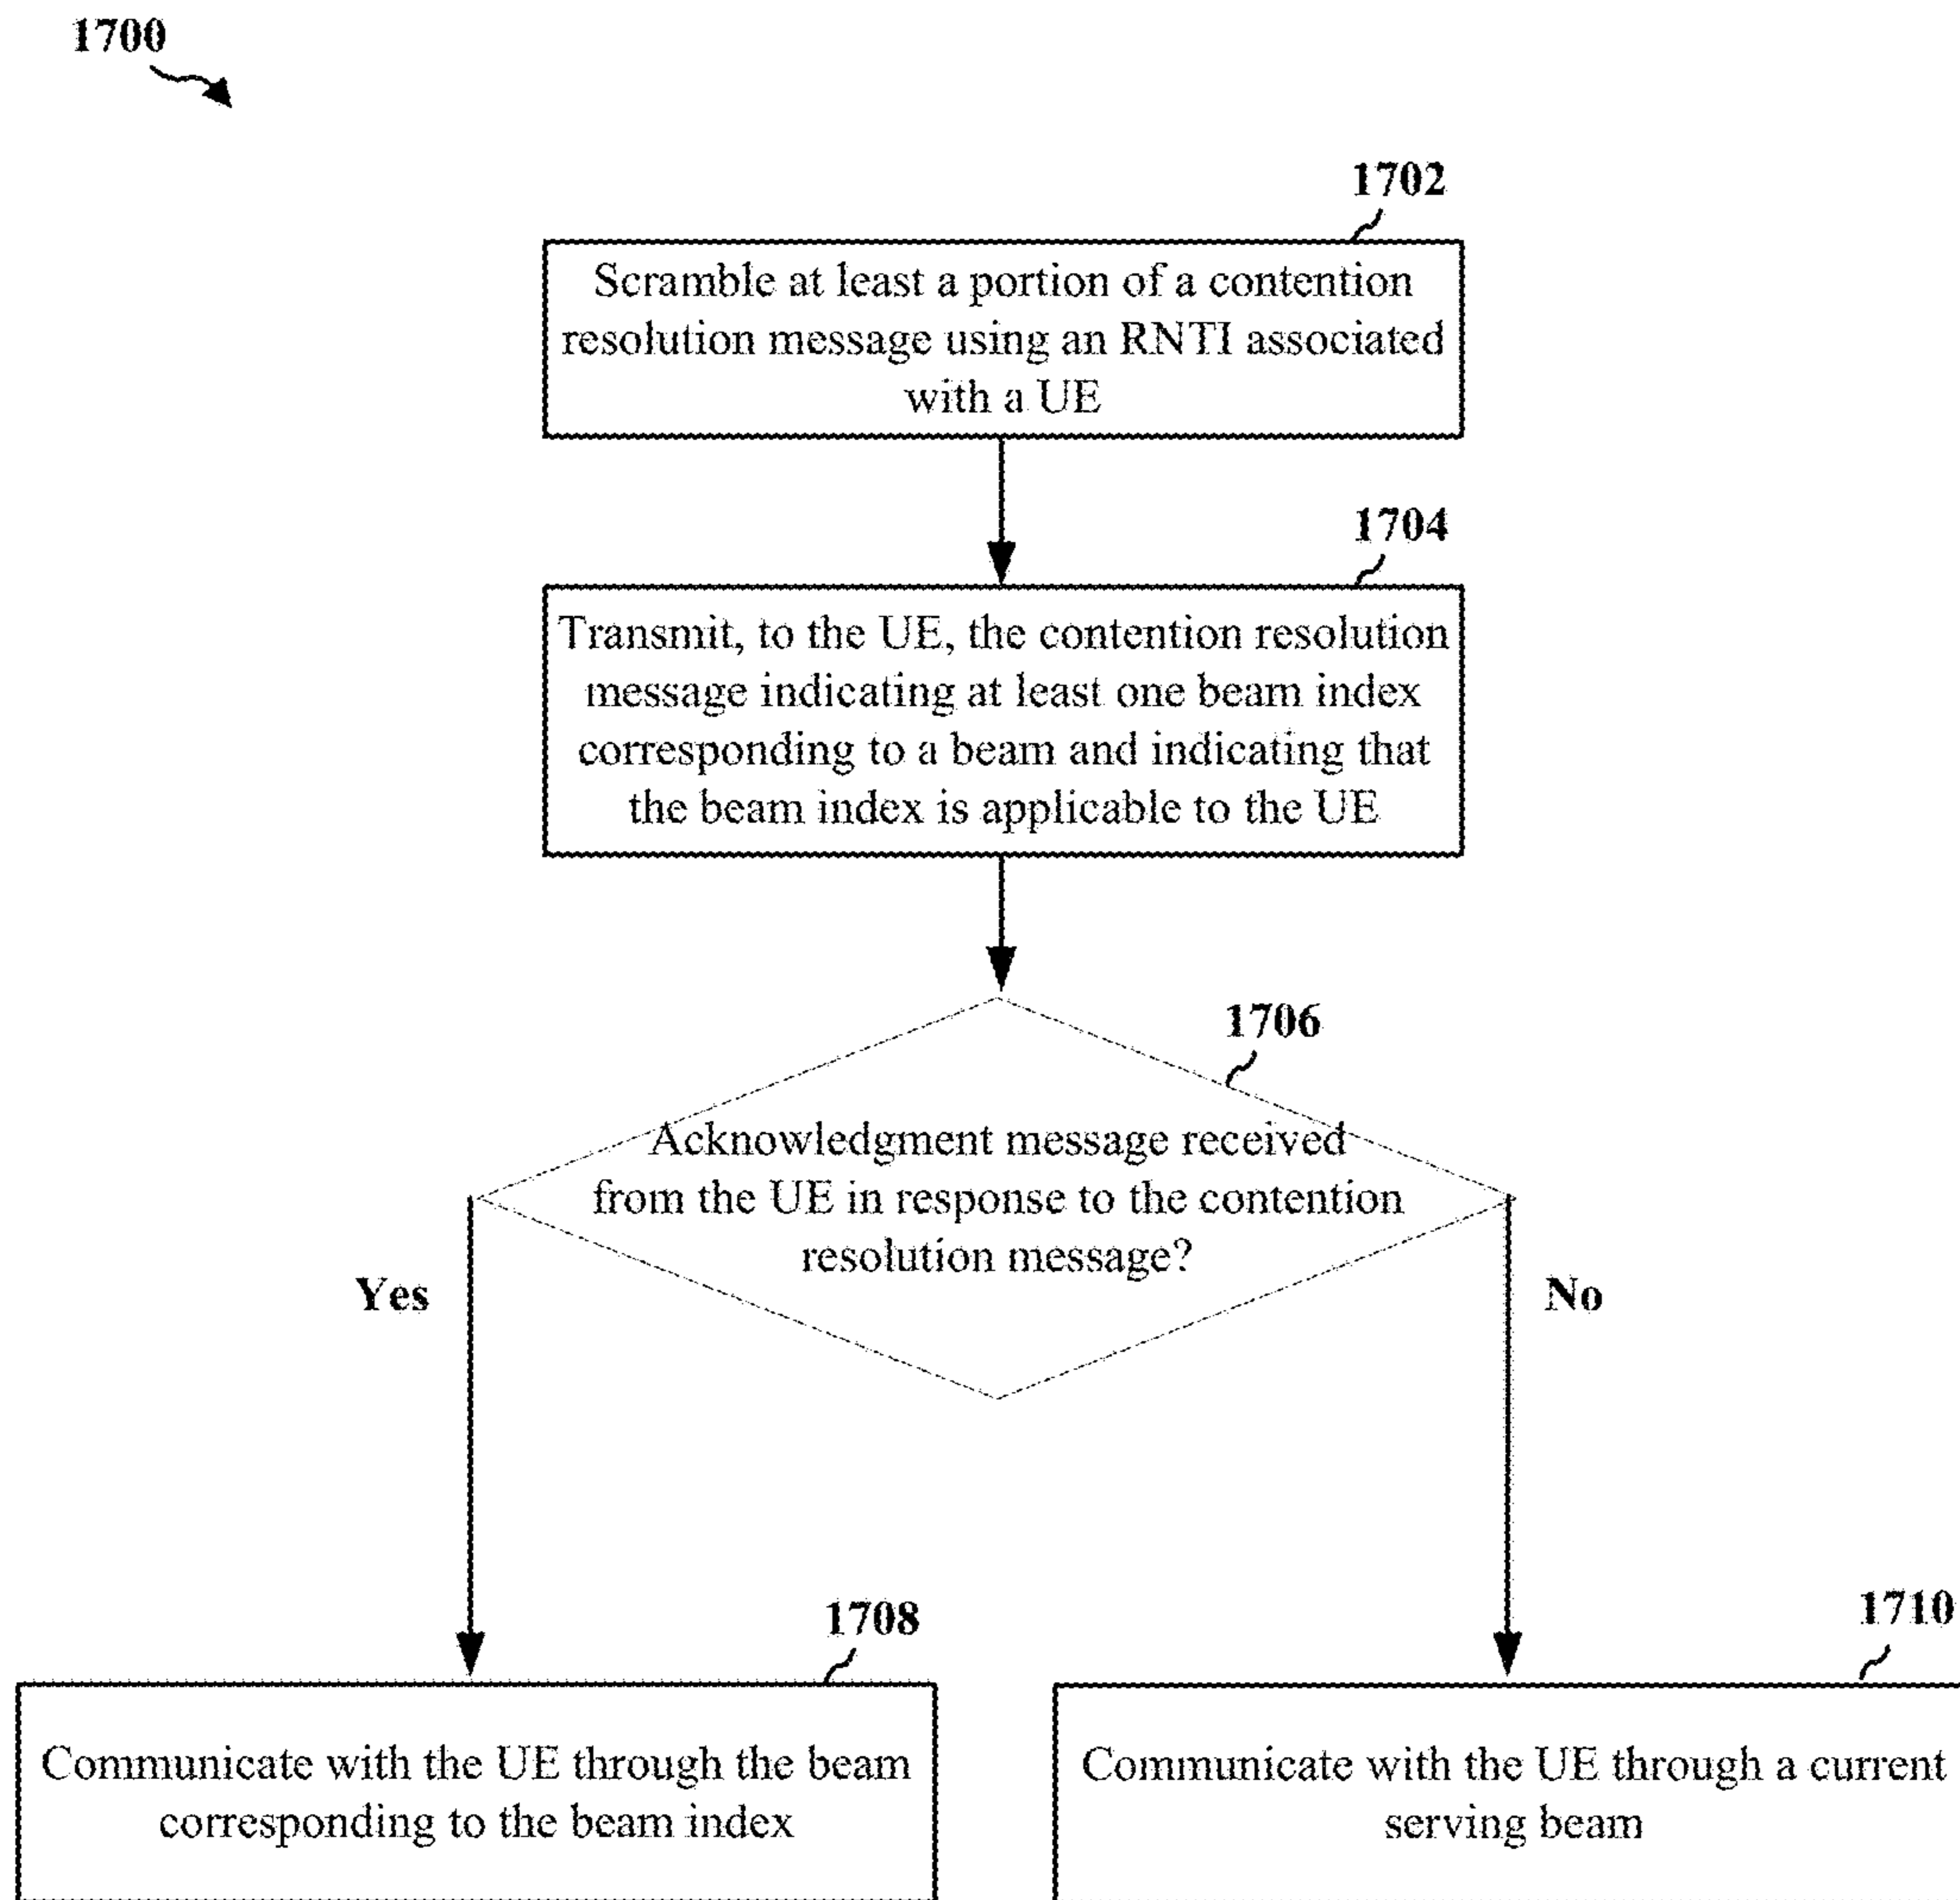 1700
1702
Scramble at least a portion of a contention
resolution message using an RNTI associated
with a UE
1704
Transmit, to the UE, the contention resolution
message indicating at least one beam index
corresponding to a beam and indicating that
the beam index is applicable to the UE
1706
Acknowledgment message received
from the UE in response to the contention
resolution message?
Yes
No
1708
Communicate with the UE through the beam
corresponding to the beam index
1710
Communicate with the UE through a current
serving beam